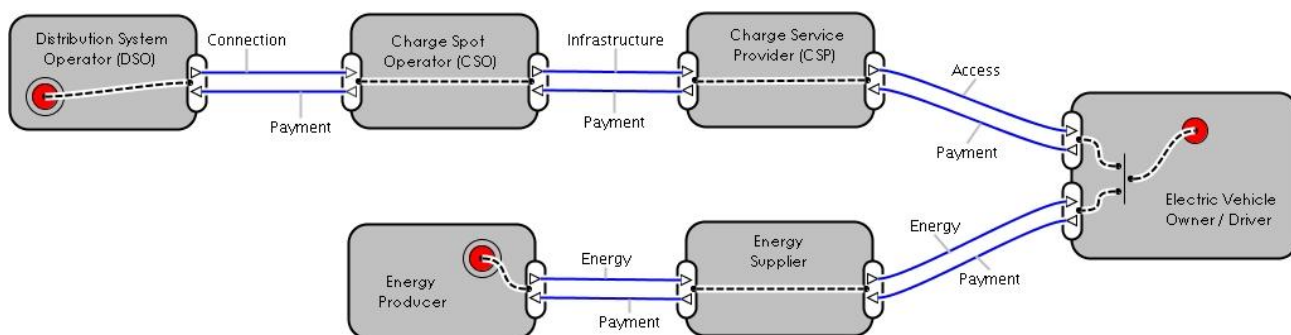 Distribution System
Operator (DSO)
Connection
Payment
Charge Spot
Operator (CSO)
Infrastructure
Payment
Charge Service
Provider (CSP)
Access
Payment
Electric Vehicle
Owner / Driver
Energy
Producer
Energy
Payment
Energy
Supplier
Energy
Payment